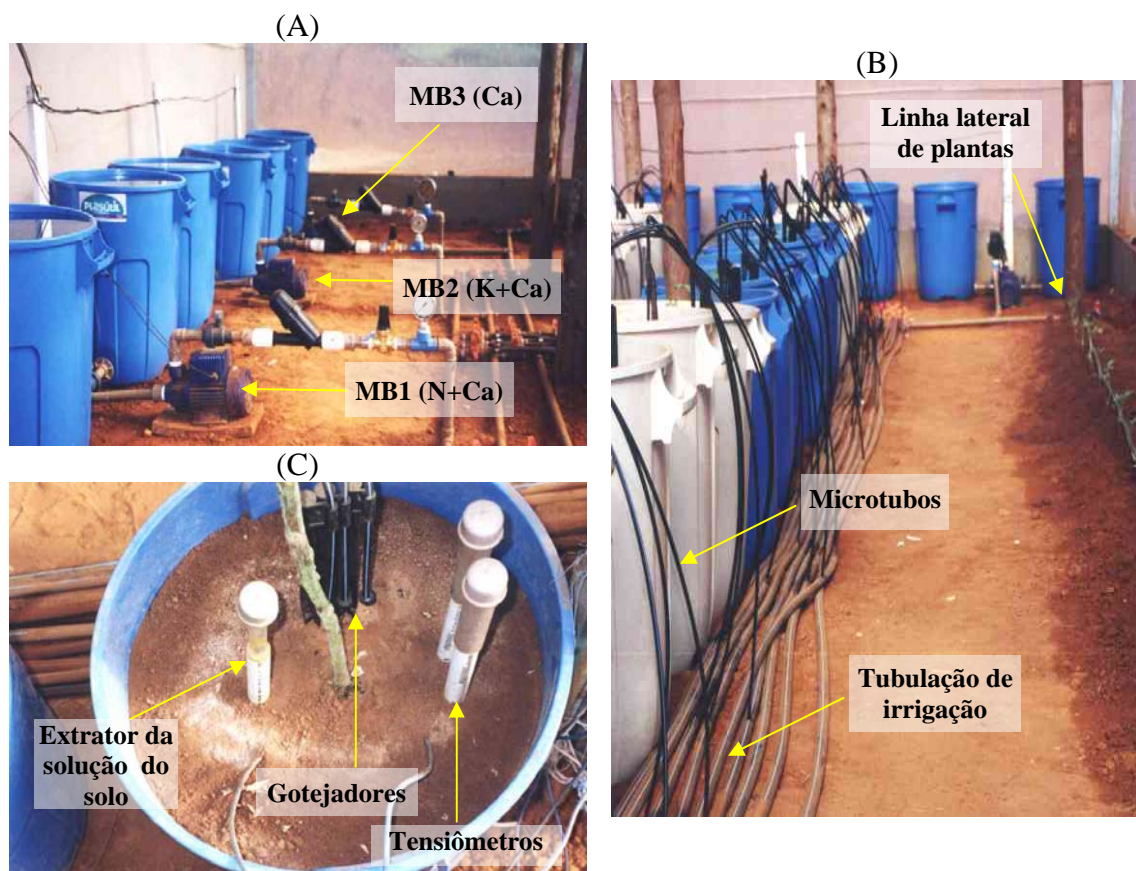 (A)
MB3 (Ca)
MB2 (K+Ca)
MB1 (N+Ca)
(B)
Linha lateral
de plantas
Microtubos
Tubulação de
irrigação
(C)
Extrator da
solução do
solo
Gotejadores
Tensiômetros